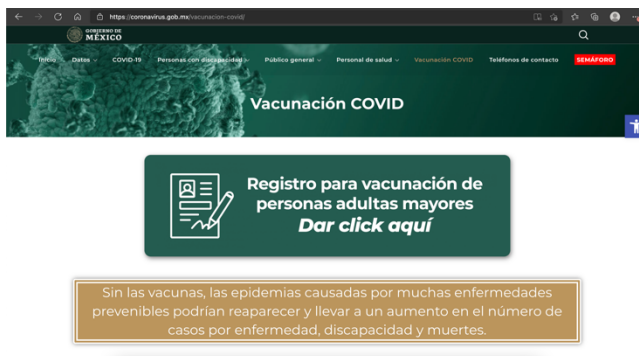 https://coronavirus.gob.mx/vacunacion-covid/
GOBIERNO DE
MÉXICO
Inicio Datos COVID-19 Personas con discapacidad Público general Personal de salud Vacunación COVID Teléfonos de contacto SEMÁFORO
Vacunación COVID
Registro para vacunación de
personas adultas mayores
Dar click aquí
Sin las vacunas, las epidemias causadas por muchas enfermedades
prevenibles podrían reaparecer y llevar a un aumento en el número de
casos por enfermedad, discapacidad y muertes.